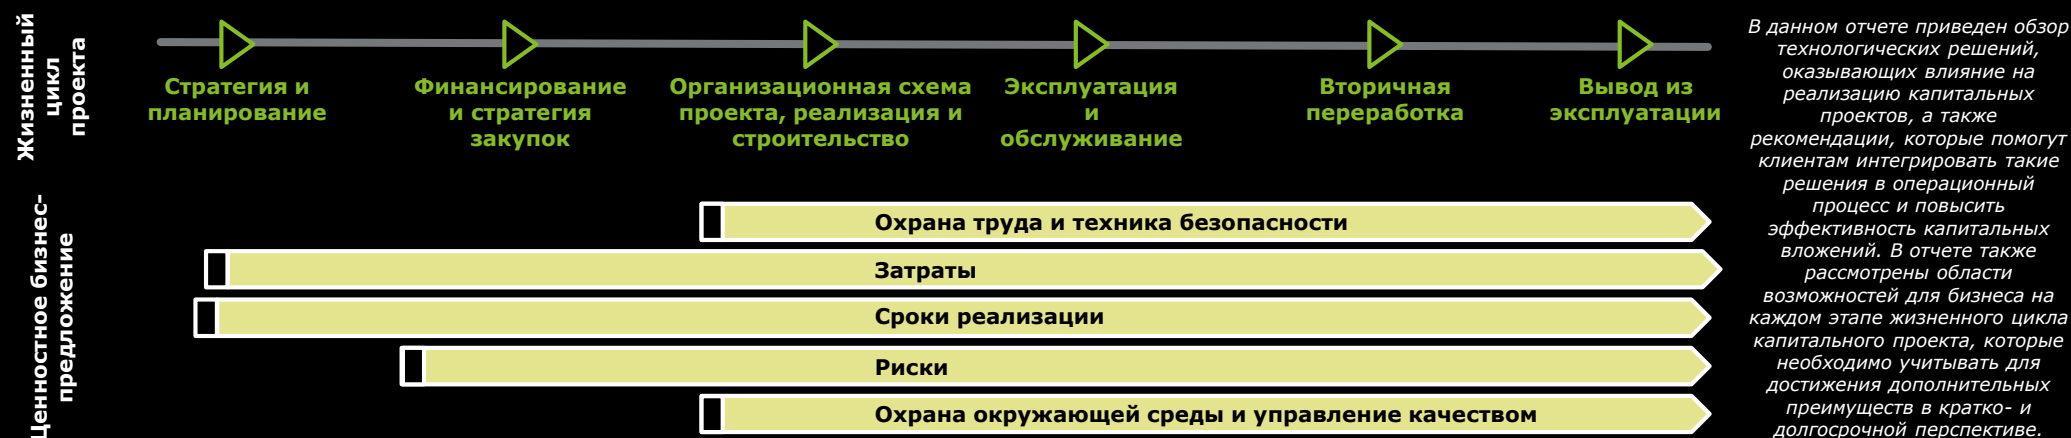 Жизненный
цикл
проекта
Стратегия и
планирование
Финансирование
и стратегия
закупок
Организационная схема
проекта, реализация и
строительство
Эксплуатация
и
обслуживание
Вторичная
переработка
Вывод из
эксплуатации
Ценностное бизнес-
предложение
Охрана труда и техника безопасности
Затраты
Сроки реализации
Риски
Охрана окружающей среды и управление качеством
В данном отчете приведен обзор
технологических решений,
оказывающих влияние на
реализацию капитальных
проектов, а также
рекомендации, которые помогут
клиентам интегрировать такие
решения в операционный
процесс и повысить
эффективность капитальных
вложений. В отчете также
рассмотрены области
возможностей для бизнеса на
каждом этапе жизненного цикла
капитального проекта, которые
необходимо учитывать для
достижения дополнительных
преимуществ в кратко- и
долгосрочной перспективе.